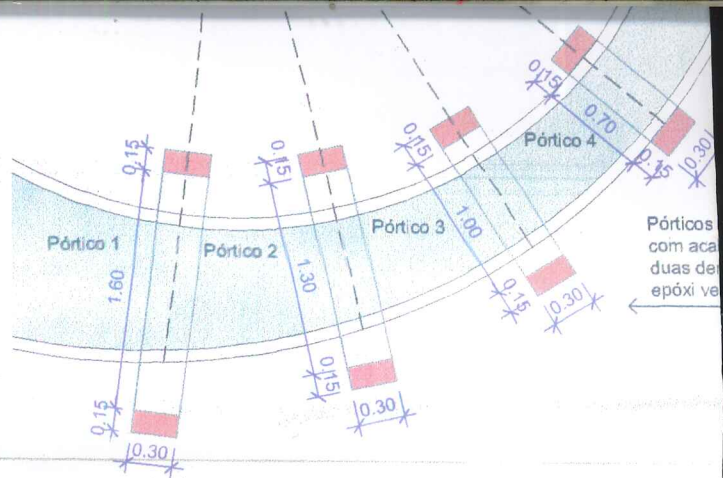 0.15
Pórtico 1
1.60
0.15
0.30
0.15
Pórtico 2
1.30
0.15
0.30
0.15
Pórtico 3
1.00
0.15
0.30
0.15
Pórtico 4
0.70
0.15
0.30
Pórticos
com aca
duas de
epóxi ve